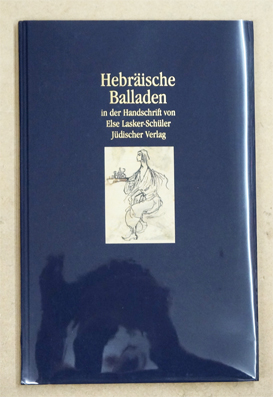 Hebräische
Balladen
in der Handschrift von
Else Lasker-Schüler
Jüdischer Verlag